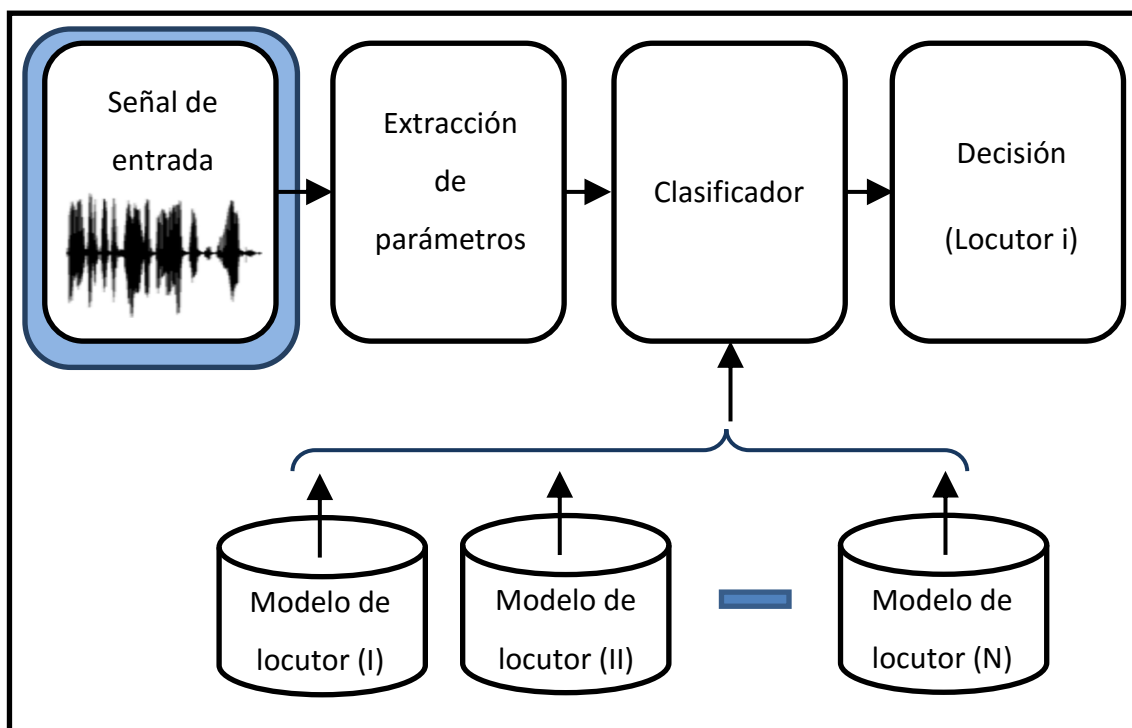 Señal de
entrada
Extracción
de
parámetros
Clasificador
Decisión
(Locutor i)
Modelo de
locutor (I)
Modelo de
locutor (II)
Modelo de
locutor (N)